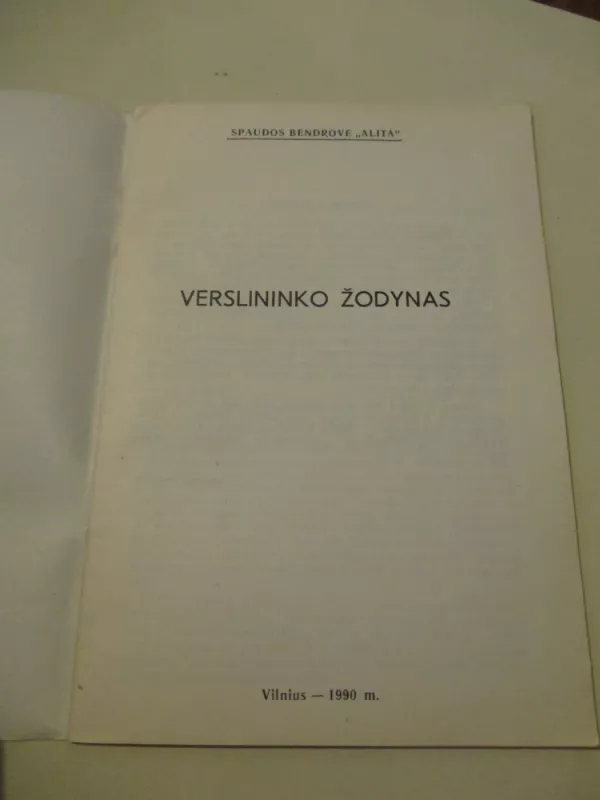 SPAUDOS BENDROVĖ „ALITA“
VERSLININKO ŽODYNAS
Vilnius — 1990 m.